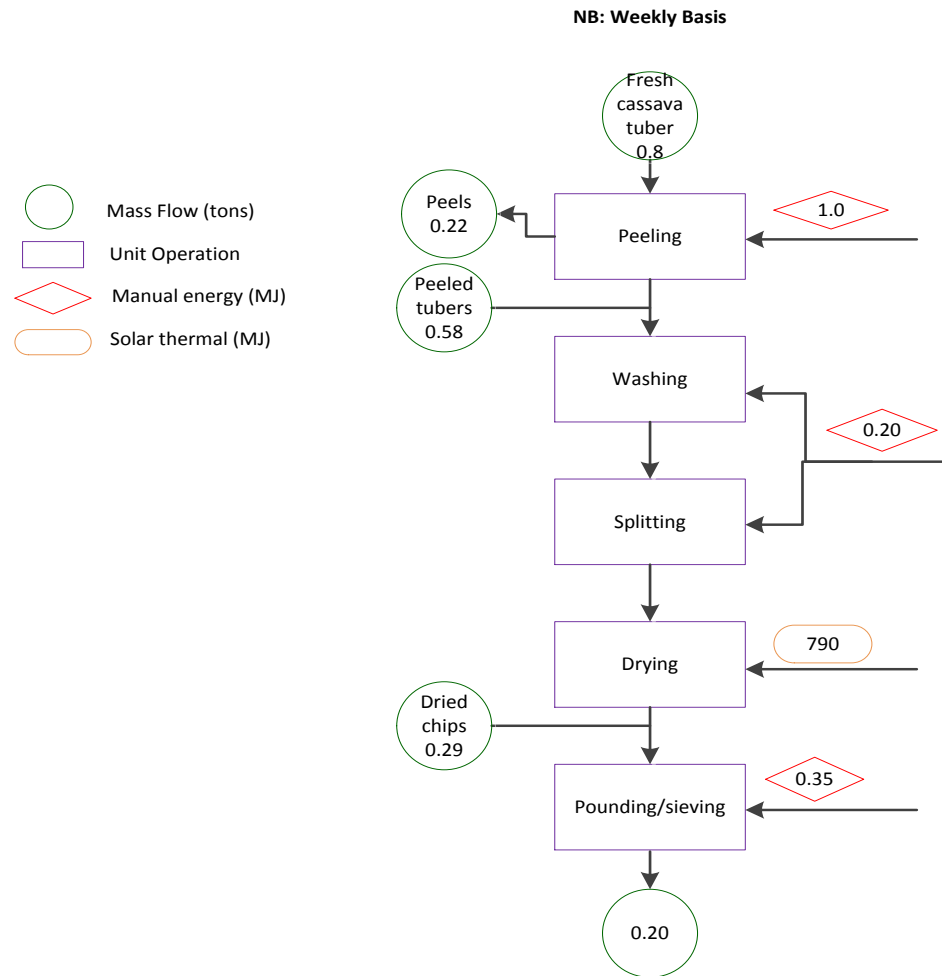 NB: Weekly Basis
Fresh
cassava
tuber
0.8
Peels
0.22
Peeling
1.0
Mass Flow (tons)
Unit Operation
Manual energy (MJ)
Solar thermal (MJ)
Peeled
tubers
0.58
Washing
0.20
Splitting
Drying
790
Dried
chips
0.29
Pounding/sieving
0.35
0.20